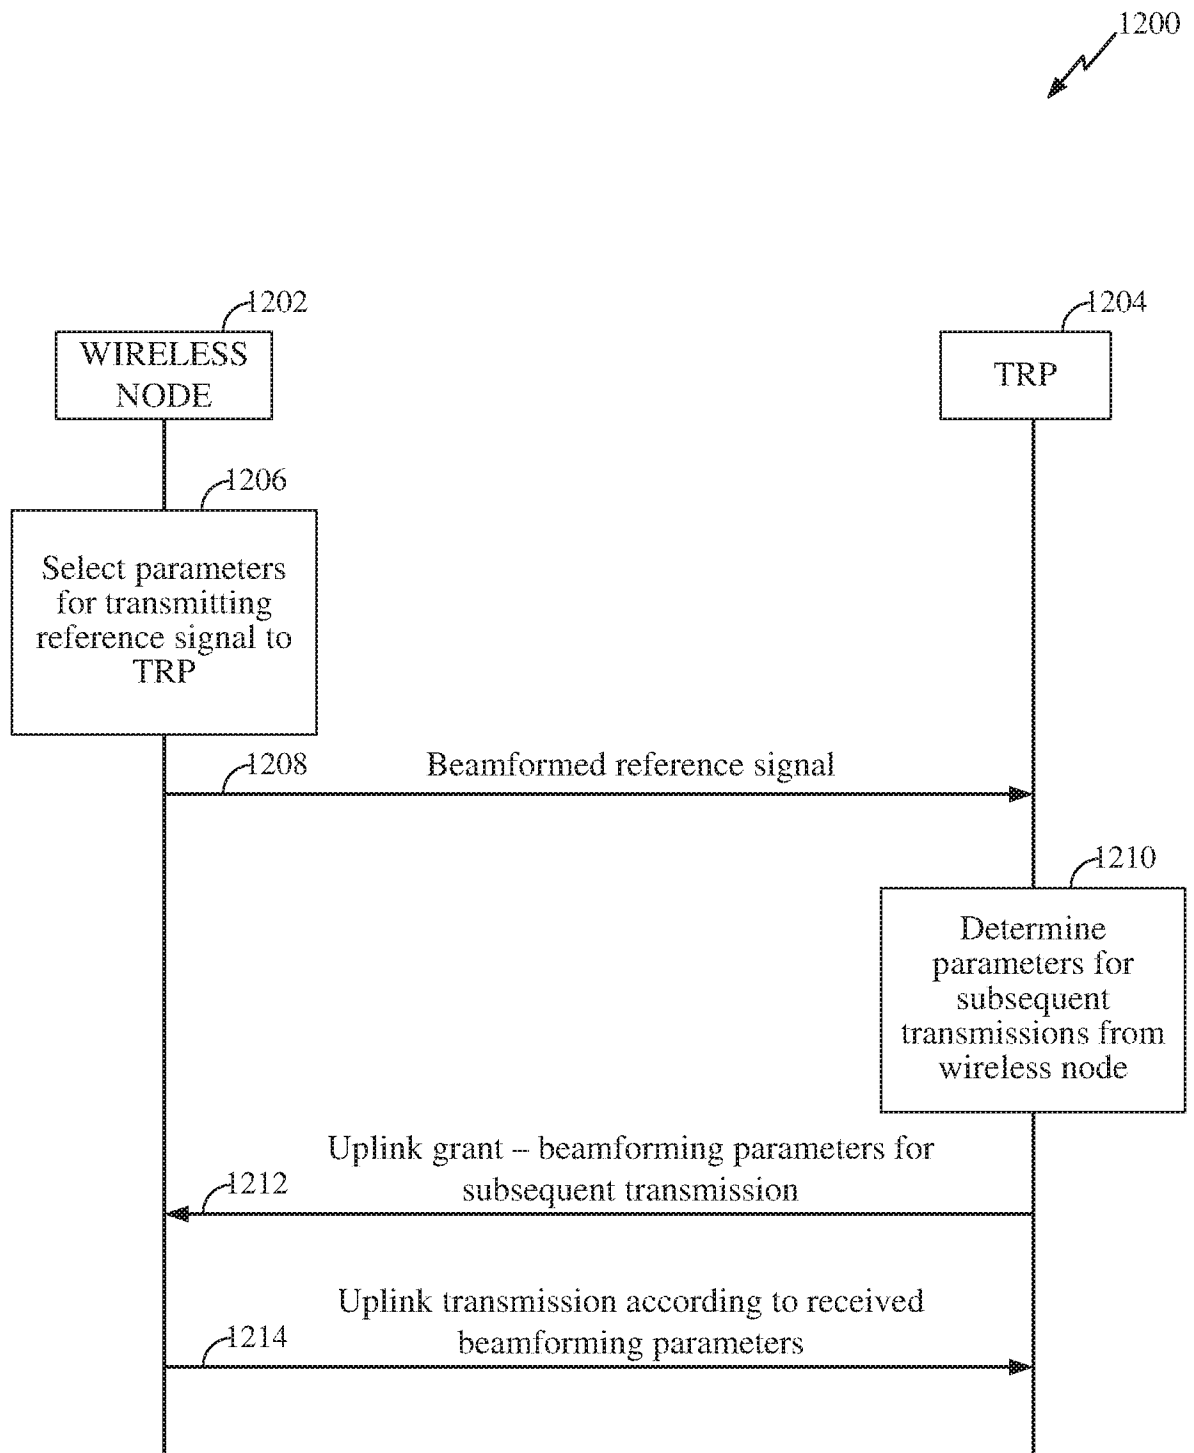 1200
1202
WIRELESS
NODE
1204
TRP
1206
Select parameters
for transmitting
reference signal to
TRP
1208
Beamformed reference signal
1210
Determine
parameters for
subsequent
transmissions from
wireless node
Uplink grant – beamforming parameters for
subsequent transmission
1212
Uplink transmission according to received
beamforming parameters
1214